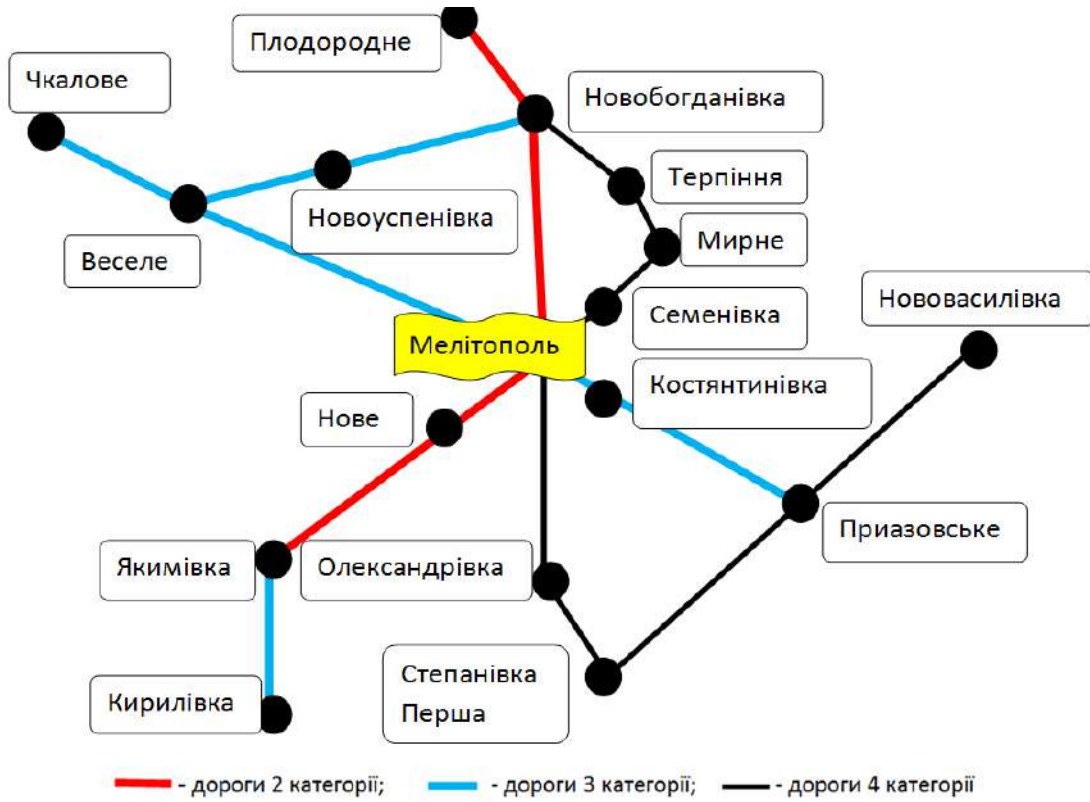 Плодородне
Чкалове
Новобогданівка
Терпіння
Новоуспенівка
Мирне
Веселе
Нововасилівка
Семенівка
Мелітополь
Костянтинівка
Нове
Приазовське
Якимівка
Олександрівка
Степанівка
Перша
Кирилівка
- дороги 2 категорії; - дороги 3 категорії; - дороги 4 категорії